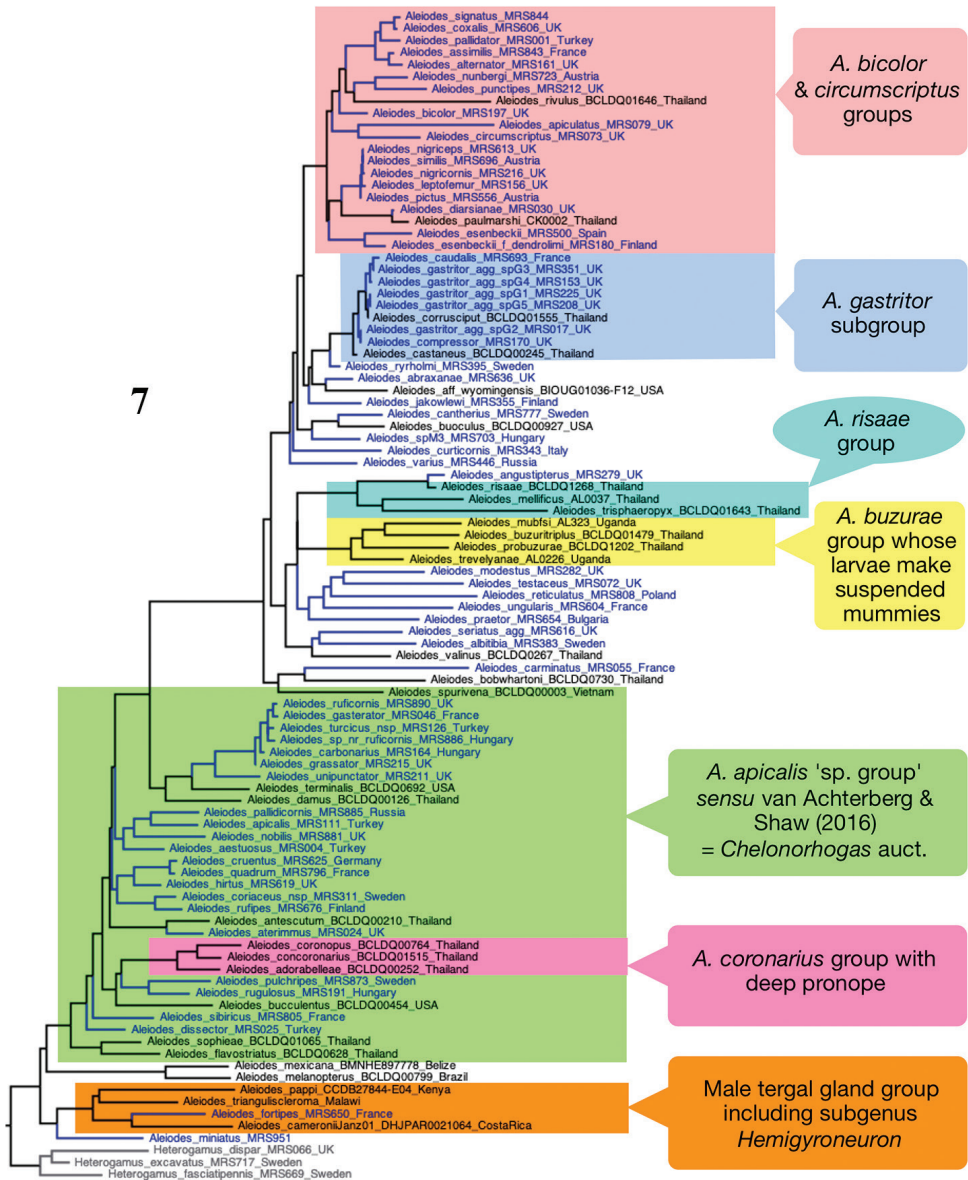 Aleiodes_signatus_MRS844
Aleiodes_coxalis_MRS606_UK
Aleiodes_pallidator_MRS001_Turkey
Aleiodes_assimilis_MRS843_France
Aleiodes_alternator_MRS161_UK
Aleiodes_nunbergi_MRS723_Austria
Aleiodes_punctipes_MRS212_UK
Aleiodes_rivulus_BCLDQ01646_Thailand
Aleiodes_bicolor_MRS197_UK
Aleiodes_apiculatus_MRS079_UK
Aleiodes_circumscriptus_MRS073_UK
Aleiodes_nigriceps_MRS613_UK
Aleiodes_similis_MRS696_Austria
Aleiodes_nigricornis_MRS216_UK
Aleiodes_leptofemur_MRS156_UK
Aleiodes_pictus_MRS556_Austria
Aleiodes_diarsianae_MRS030_UK
Aleiodes_paulmarshi_CK0002_Thailand
Aleiodes_esenbeckii_MRS500_Spain
Aleiodes_esenbeckii_f_dendrolimi_MRS180_Finland
A. bicolor
& circumscriptus
groups
Aleiodes_caudalis_MRS693_France
Aleiodes_gastritor_agg_spG3_MRS351_UK
Aleiodes_gastritor_agg_spG4_MRS153_UK
Aleiodes_gastritor_agg_spG1_MRS225_UK
Aleiodes_gastritor_agg_spG5_MRS208_UK
Aleiodes_corrusciput_BCLDQ01555_Thailand
Aleiodes_gastritor_agg_spG2_MRS017_UK
Aleiodes_compressor_MRS170_UK
Aleiodes_castaneus_BCLDQ00245_Thailand
A. gastritor
subgroup
Aleiodes_ryrholmi_MRS395_Sweden
Aleiodes_abraxanae_MRS636_UK
Aleiodes_aff_wyomingensis_BIOUG01036-F12_USA
Aleiodes_jakowlewi_MRS355_Finland
Aleiodes_cantherius_MRS777_Sweden
Aleiodes_buoculus_BCLDQ00927_USA
Aleiodes_spM3_MRS703_Hungary
Aleiodes_curticornis_MRS343_Italy
Aleiodes_varius_MRS446_Russia
7
Aleiodes_angustipterus_MRS279_UK
Aleiodes_risaae_BCLDQ1268_Thailand
Aleiodes_mellificus_AL0037_Thailand
Aleiodes_trisphaeropyx_BCLDQ01643_Thailand
A. risaae
group
Aleiodes_mubfsi_AL323_Uganda
Aleiodes_buzuritriplus_BCLDQ01479_Thailand
Aleiodes_probuzurae_BCLDQ1202_Thailand
Aleiodes_trevelyanae_AL0226_Uganda
A. buzurae
group whose
larvae make
suspended
mummies
Aleiodes_modestus_MRS282_UK
Aleiodes_testaceus_MRS072_UK
Aleiodes_reticulatus_MRS808_Poland
Aleiodes_ungularis_MRS604_France
Aleiodes_praetor_MRS654_Bulgaria
Aleiodes_seriatus_agg_MRS616_UK
Aleiodes_albitibia_MRS383_Sweden
Aleiodes_valinus_BCLDQ0267_Thailand
Aleiodes_carminatus_MRS055_France
Aleiodes_bobwhartoni_BCLDQ0730_Thailand
Aleiodes_spurivena_BCLDQ00003_Vietnam
Aleiodes_ruficornis_MRS890_UK
Aleiodes_gasterator_MRS046_France
Aleiodes_turcicus_nsp_MRS126_Turkey
Aleiodes_sp_nr_ruficornis_MRS886_Hungary
Aleiodes_carbonarius_MRS164_Hungary
Aleiodes_grassator_MRS215_UK
Aleiodes_unipunctator_MRS211_UK
Aleiodes_terminalis_BCLDQ0692_USA
Aleiodes_damus_BCLDQ00126_Thailand
Aleiodes_pallidicornis_MRS885_Russia
Aleiodes_apicalis_MRS111_Turkey
Aleiodes_nobilis_MRS881_UK
Aleiodes_aestuosus_MRS004_Turkey
Aleiodes_cruentus_MRS625_Germany
Aleiodes_quadrum_MRS796_France
Aleiodes_hirtus_MRS619_UK
Aleiodes_coriaceus_nsp_MRS311_Sweden
Aleiodes_rufipes_MRS676_Finland
Aleiodes_antescutum_BCLDQ00210_Thailand
Aleiodes_aterimmus_MRS024_UK
A. apicalis 'sp. group'
sensu van Achterberg &
Shaw (2016)
= Chelonorhogas auct.
Aleiodes_coronopus_BCLDQ00764_Thailand
Aleiodes_concoronarius_BCLDQ01515_Thailand
Aleiodes_adorabelleae_BCLDQ00252_Thailand
A. coronarius group with
deep pronope
Aleiodes_pulchripes_MRS873_Sweden
Aleiodes_rugulosus_MRS191_Hungary
Aleiodes_bucculentus_BCLDQ00454_USA
Aleiodes_sibiricus_MRS805_France
Aleiodes_dissector_MRS025_Turkey
Aleiodes_sophieae_BCLDQ01065_Thailand
Aleiodes_flavostriatus_BCLDQ0628_Thailand
Aleiodes_mexicana_BMNHE897778_Belize
Aleiodes_melanopterus_BCLDQ00799_Brazil
Aleiodes_pappi_CCDB27844-E04_Kenya
Aleiodes_trianguliscleroma_Malawi
Aleiodes_fortipes_MRS650_France
Aleiodes_cameroniiJanz01_DHJPAR0021064_CostaRica
Male tergal gland group
including subgenus
Hemigyroneuron
Aleiodes_miniatus_MRS951
Heterogamus_dispar_MRS066_UK
Heterogamus_excavatus_MRS717_Sweden
Heterogamus_fasciatipennis_MRS669_Sweden